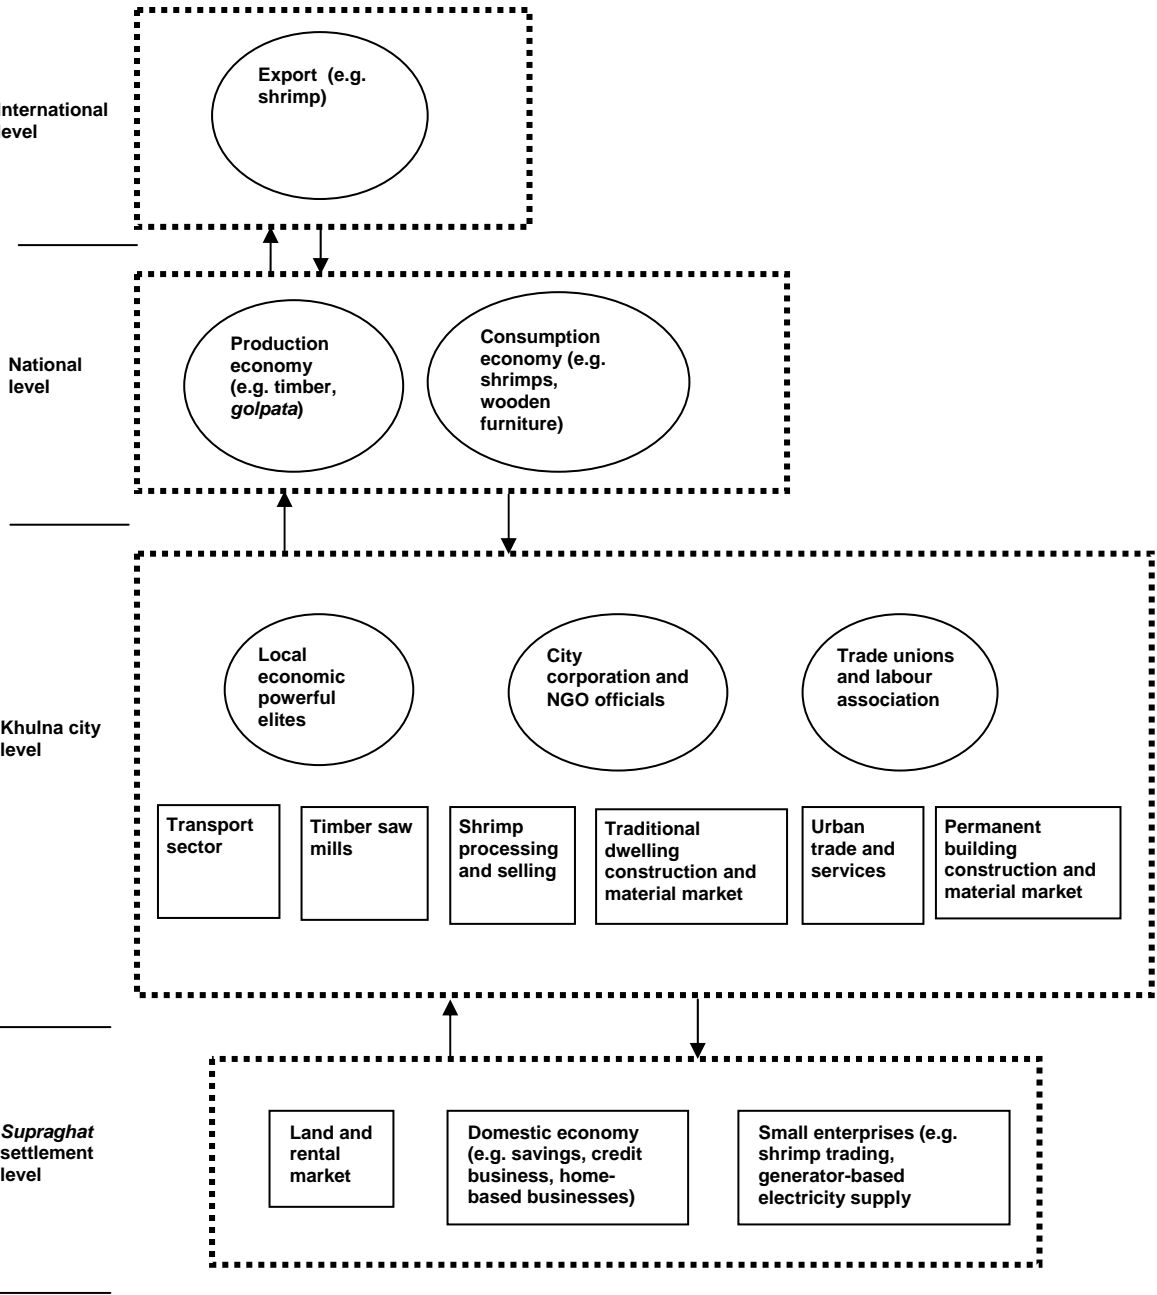 Export (e.g.
shrimp)
International
level
Production
economy
(e.g. timber,
golpata)
Consumption
economy (e.g.
shrimps,
wooden
furniture)
National
level
Local
economic
powerful
elites
City
corporation and
NGO officials
Trade unions
and labour
association
Khulna city
level
Transport
sector
Timber saw
mills
Shrimp
processing
and selling
Traditional
dwelling
construction and
material market
Urban
trade and
services
Permanent
building
construction and
material market
Supraghat
settlement
level
Land and
rental
market
Domestic economy
(e.g. savings, credit
business, home-
based businesses)
Small enterprises (e.g.
shrimp trading,
generator-based
electricity supply